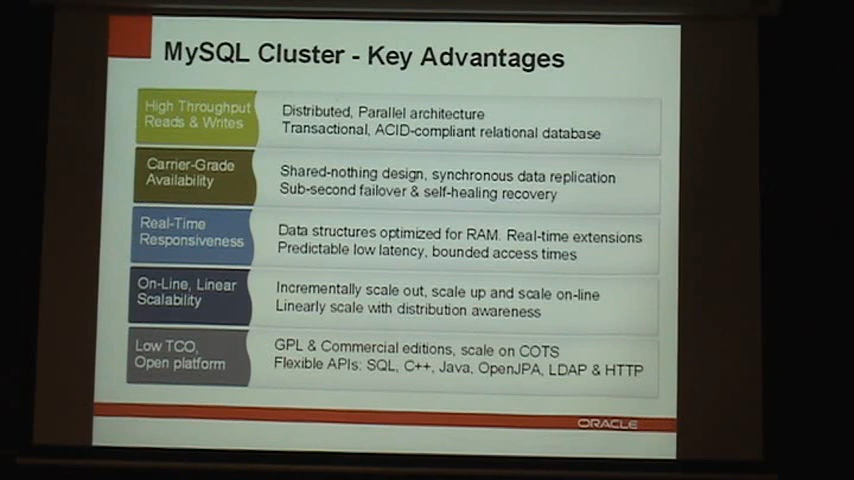 MySQL Cluster - Key Advantages
High Throughput
Reads & Writes
Distributed, Parallel architecture
Transactional, ACID-compliant relational database
Carrier-Grade
Availability
Shared-nothing design, synchronous data replication
Sub-second failover & self-healing recovery
Real-Time
Responsiveness
Data structures optimized for RAM. Real-time extensions
Predictable low latency, bounded access times
On-Line, Linear
Scalability
Incrementally scale out, scale up and scale on-line
Linearly scale with distribution awareness
Low TCO,
Open platform
GPL & Commercial editions, scale on COTS
Flexible APIs: SQL, C++, Java, OpenJPA, LDAP & HTTP
ORACLE